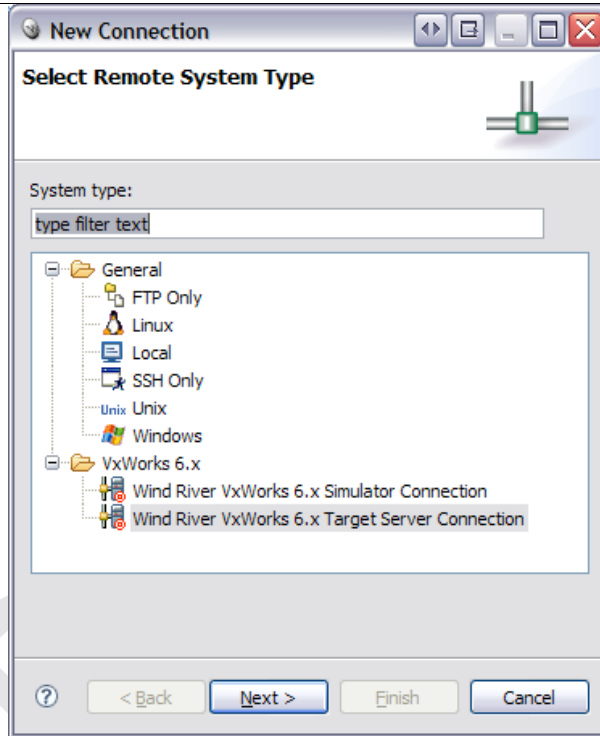 New Connection
Select Remote System Type
System type:
type filter text
General
FTP Only
Linux
Local
SSH Only
Unix Unix
Windows
VxWorks 6.x
Wind River VxWorks 6.x Simulator Connection
Wind River VxWorks 6.x Target Server Connection
? < Back Next > Finish Cancel